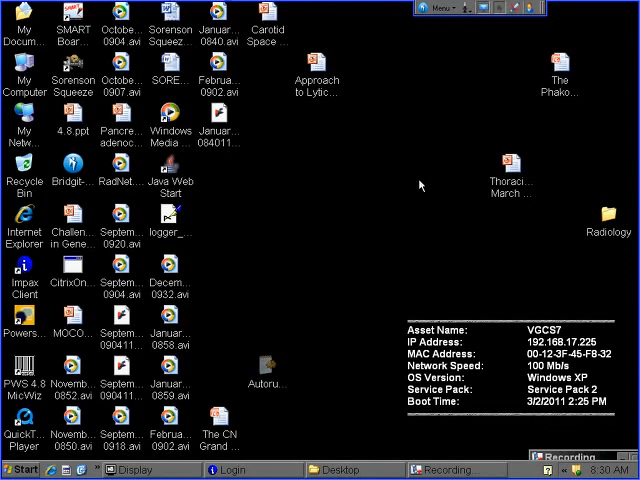 Menu
My Docum...
SMART Board...
Octobe... 0904.avi
Sorenson Squeez...
Januar... 0840.avi
Carotid Space ...
My Computer
Sorenson Squeeze
Octobe... 0907.avi
SORE...
Februa... 0902.avi
Approach to Lytic...
The Phako...
My Netw...
4.8.ppt
Pancre... adenoc...
Windows Media ...
Januar... 084011...
Recycle Bin
Bridgit-...
RadNet...
Java Web Start
Thoraci... March ...
Internet Explorer
Challen... in Gene...
Septem... 0920.avi
logger_...
Radiology
Impax Client
CitrixOn...
Septem... 0904.avi
Decem... 0932.avi
Powers...
MOCO...
Septem... 090411...
Januar... 0858.avi
PWS 4.8 MicWiz
Novemb... 0852.avi
Septem... 090411...
Januar... 0859.avi
Autoru...
QuickT... Player
Novemb... 0850.avi
Septem... 0918.avi
Februa... 0902.avi
The CN Grand ...
Asset Name: VGCS7
IP Address: 192.168.17.225
MAC Address: 00-12-3F-45-F8-32
Network Speed: 100 Mb/s
OS Version: Windows XP
Service Pack: Service Pack 2
Boot Time: 3/2/2011 2:25 PM
Recording
Start
Display
Login
Desktop
Recording...
8:30 AM